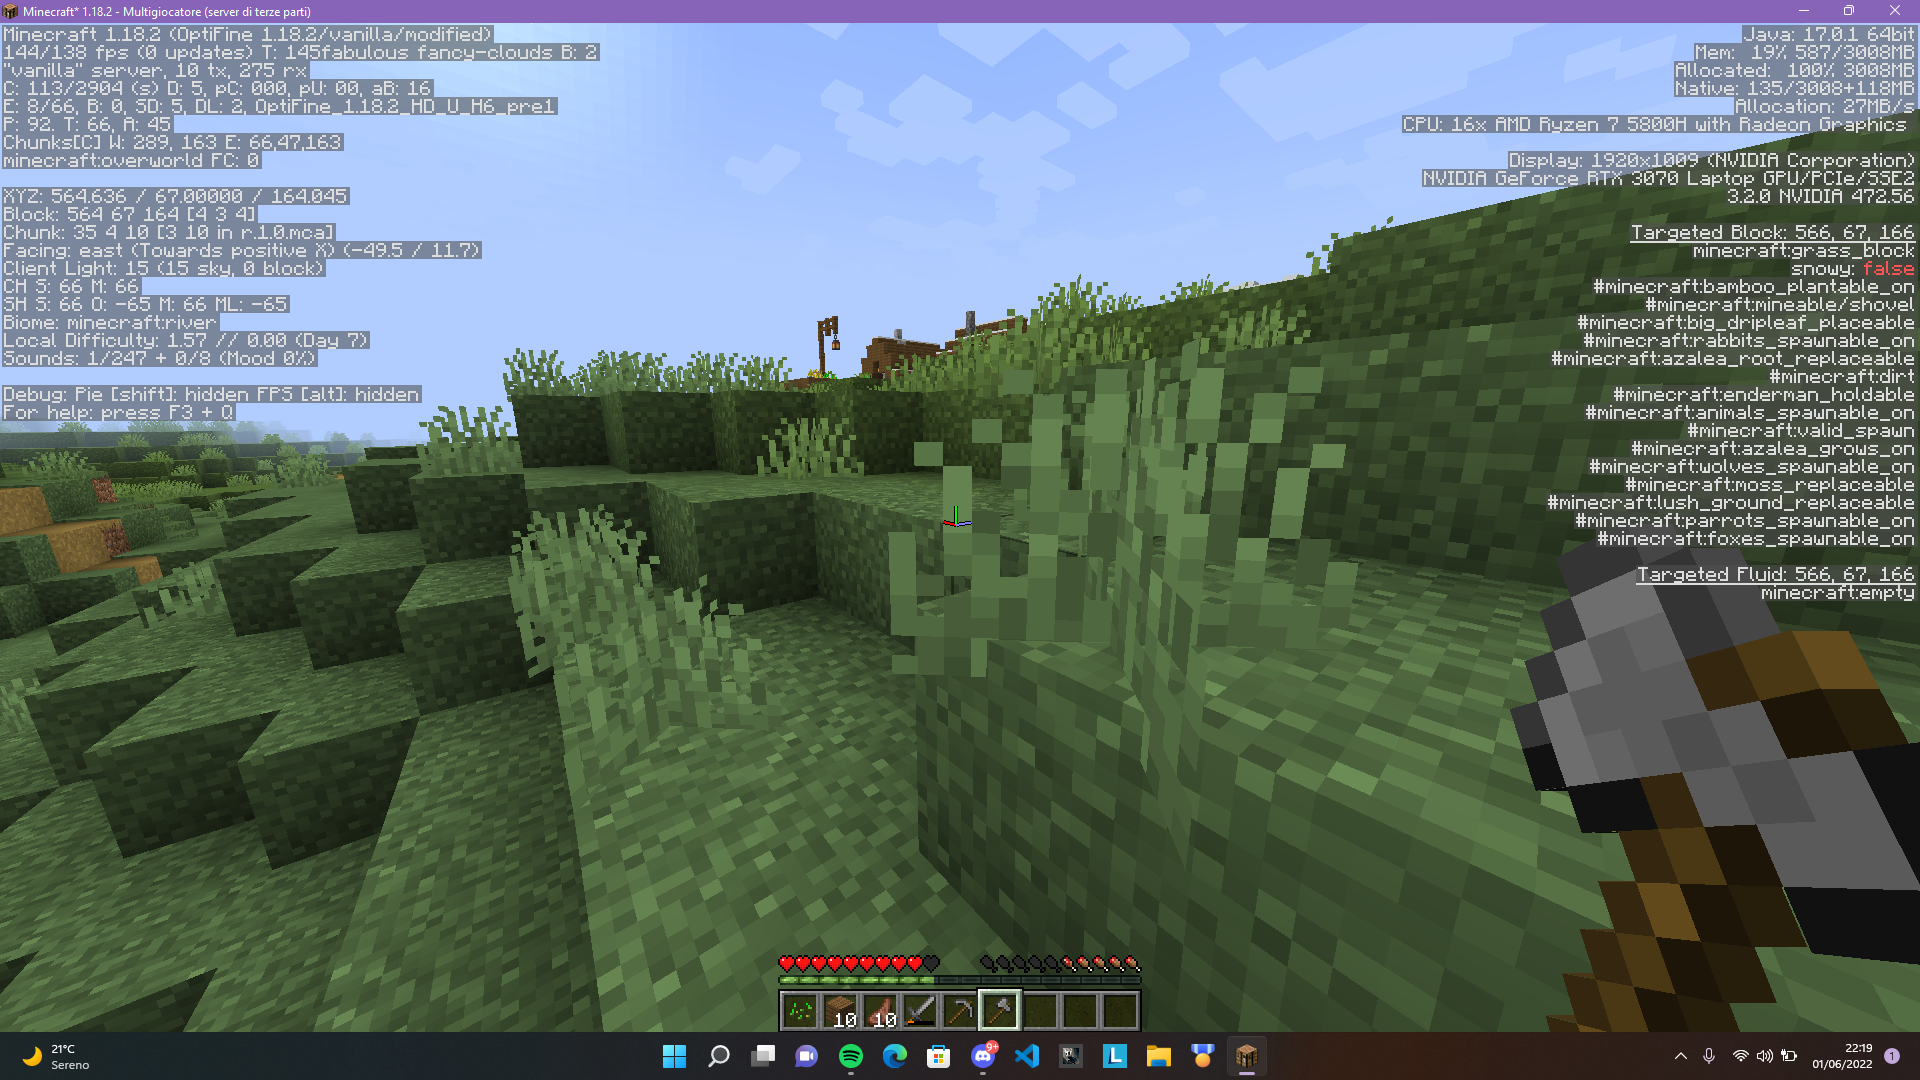 Minecraft* 1.18.2 - Multigiocatore (server di terze parti)
Minecraft 1.18.2 (OptiFine 1.18.2/vanilla/modified)
144/138 fps (0 updates) T: 145fabulous fancy-clouds B: 2
"vanilla" server, 10 tx, 275 rx
C: 113/2904 (s) D: 5, pC: 000, pU: 00, aB: 16
E: 8/66, B: 0, SD: 5, DL: 2, OptiFine_1.18.2_HD_U_H6_pre1
P: 92. T: 66, A: 45
Chunks[C] W: 289, 163 E: 66,47,163
minecraft:overworld FC: 0
XYZ: 564.636 / 67.00000 / 164.045
Block: 564 67 164 [4 3 4]
Chunk: 35 4 10 [3 10 in r.1.0.mca]
Facing: east (Towards positive X) (-49.5 / 11.7)
Client Light: 15 (15 sky, 0 block)
CH S: 66 M: 66
SH S: 66 O: -65 M: 66 ML: -65
Biome: minecraft:river
Local Difficulty: 1.57 // 0.00 (Day 7)
Sounds: 1/247 + 0/8 (Mood 0%)
Debug: Pie [shift]: hidden FPS [alt]: hidden
For help: press F3 + Q
Java: 17.0.1 64bit
Mem: 19% 587/3008MB
Allocated: 100% 3008MB
Native: 135/3008+118MB
Allocation: 27MB/s
CPU: 16x AMD Ryzen 7 5800H with Radeon Graphics
Display: 1920x1009 (NVIDIA Corporation)
NVIDIA GeForce RTX 3070 Laptop GPU/PCIe/SSE2
3.2.0 NVIDIA 472.56
Targeted Block: 566, 67, 166
minecraft:grass_block
snowy: false
#minecraft:bamboo_plantable_on
#minecraft:mineable/shovel
#minecraft:big_dripleaf_placeable
#minecraft:rabbits_spawnable_on
#minecraft:azalea_root_replaceable
#minecraft:dirt
#minecraft:enderman_holdable
#minecraft:animals_spawnable_on
#minecraft:valid_spawn
#minecraft:azalea_grows_on
#minecraft:wolves_spawnable_on
#minecraft:moss_replaceable
#minecraft:lush_ground_replaceable
#minecraft:parrots_spawnable_on
#minecraft:foxes_spawnable_on
Targeted Fluid: 566, 67, 166
minecraft:empty
10 10
21°C
Sereno
9+
L
22:19
01/06/2022
1